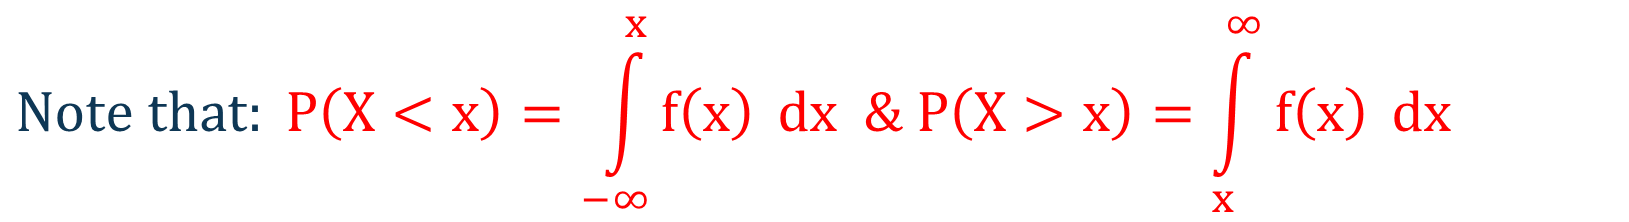 Note that: P(X < x) = ∫_{−∞}^{x} f(x) dx & P(X > x) = ∫_{x}^{∞} f(x) dx